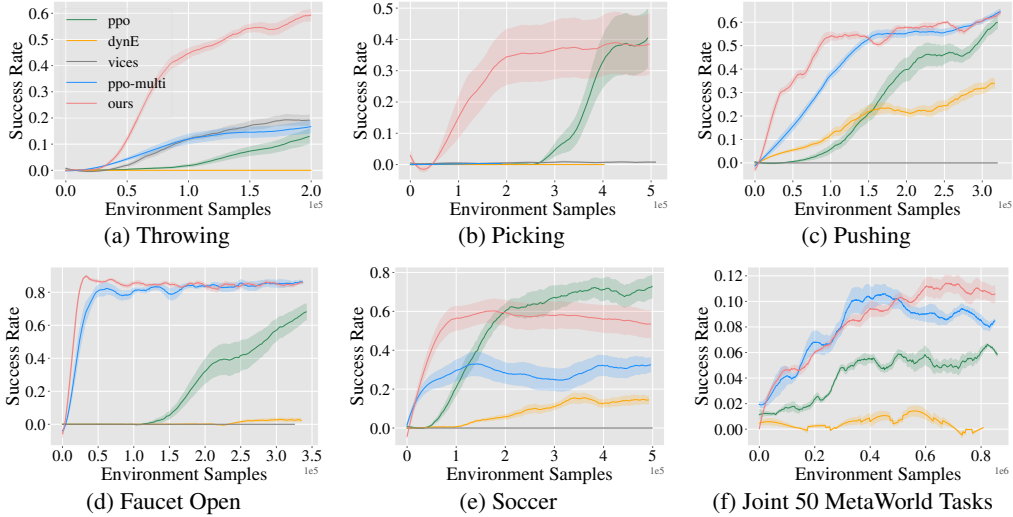 0.6
0.5
0.4
0.3
0.2
0.1
0.0
Success Rate
ppo
dynE
vices
ppo-multi
ours
0.0 0.5 1.0 1.5 2.0
1e5
Environment Samples
(a) Throwing
0.4
0.3
0.2
0.1
0.0
Success Rate
0 1 2 3 4 5
1e5
Environment Samples
(b) Picking
0.6
0.5
0.4
0.3
0.2
0.1
0.0
Success Rate
0.0 0.5 1.0 1.5 2.0 2.5 3.0
1e5
Environment Samples
(c) Pushing
0.8
0.6
0.4
0.2
0.0
Success Rate
0.0 0.5 1.0 1.5 2.0 2.5 3.0 3.5
1e5
Environment Samples
(d) Faucet Open
0.8
0.6
0.4
0.2
0.0
Success Rate
0 1 2 3 4 5
1e5
Environment Samples
(e) Soccer
0.12
0.10
0.08
0.06
0.04
0.02
0.00
Success Rate
0.0 0.2 0.4 0.6 0.8 1.0
1e6
Environment Samples
(f) Joint 50 MetaWorld Tasks